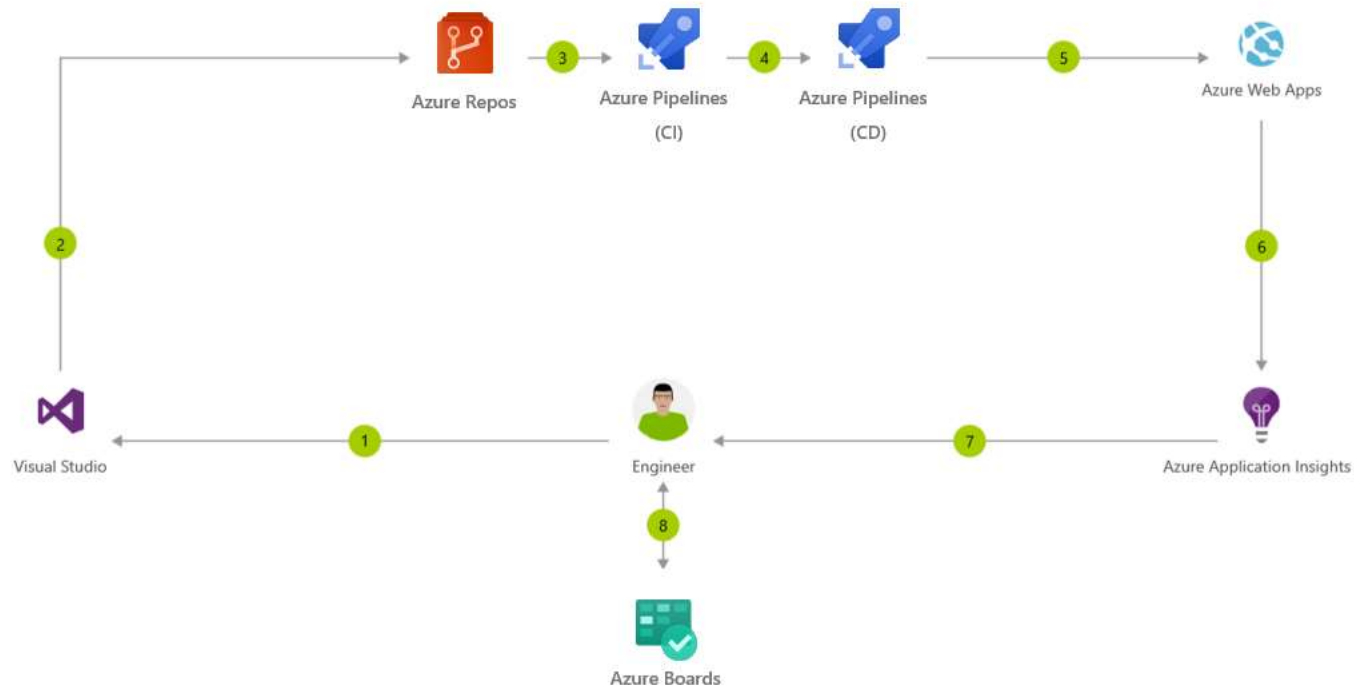 Azure Repos
3
Azure Pipelines
(CI)
4
Azure Pipelines
(CD)
5
Azure Web Apps
2
6
Visual Studio
1
Engineer
7
Azure Application Insights
8
Azure Boards